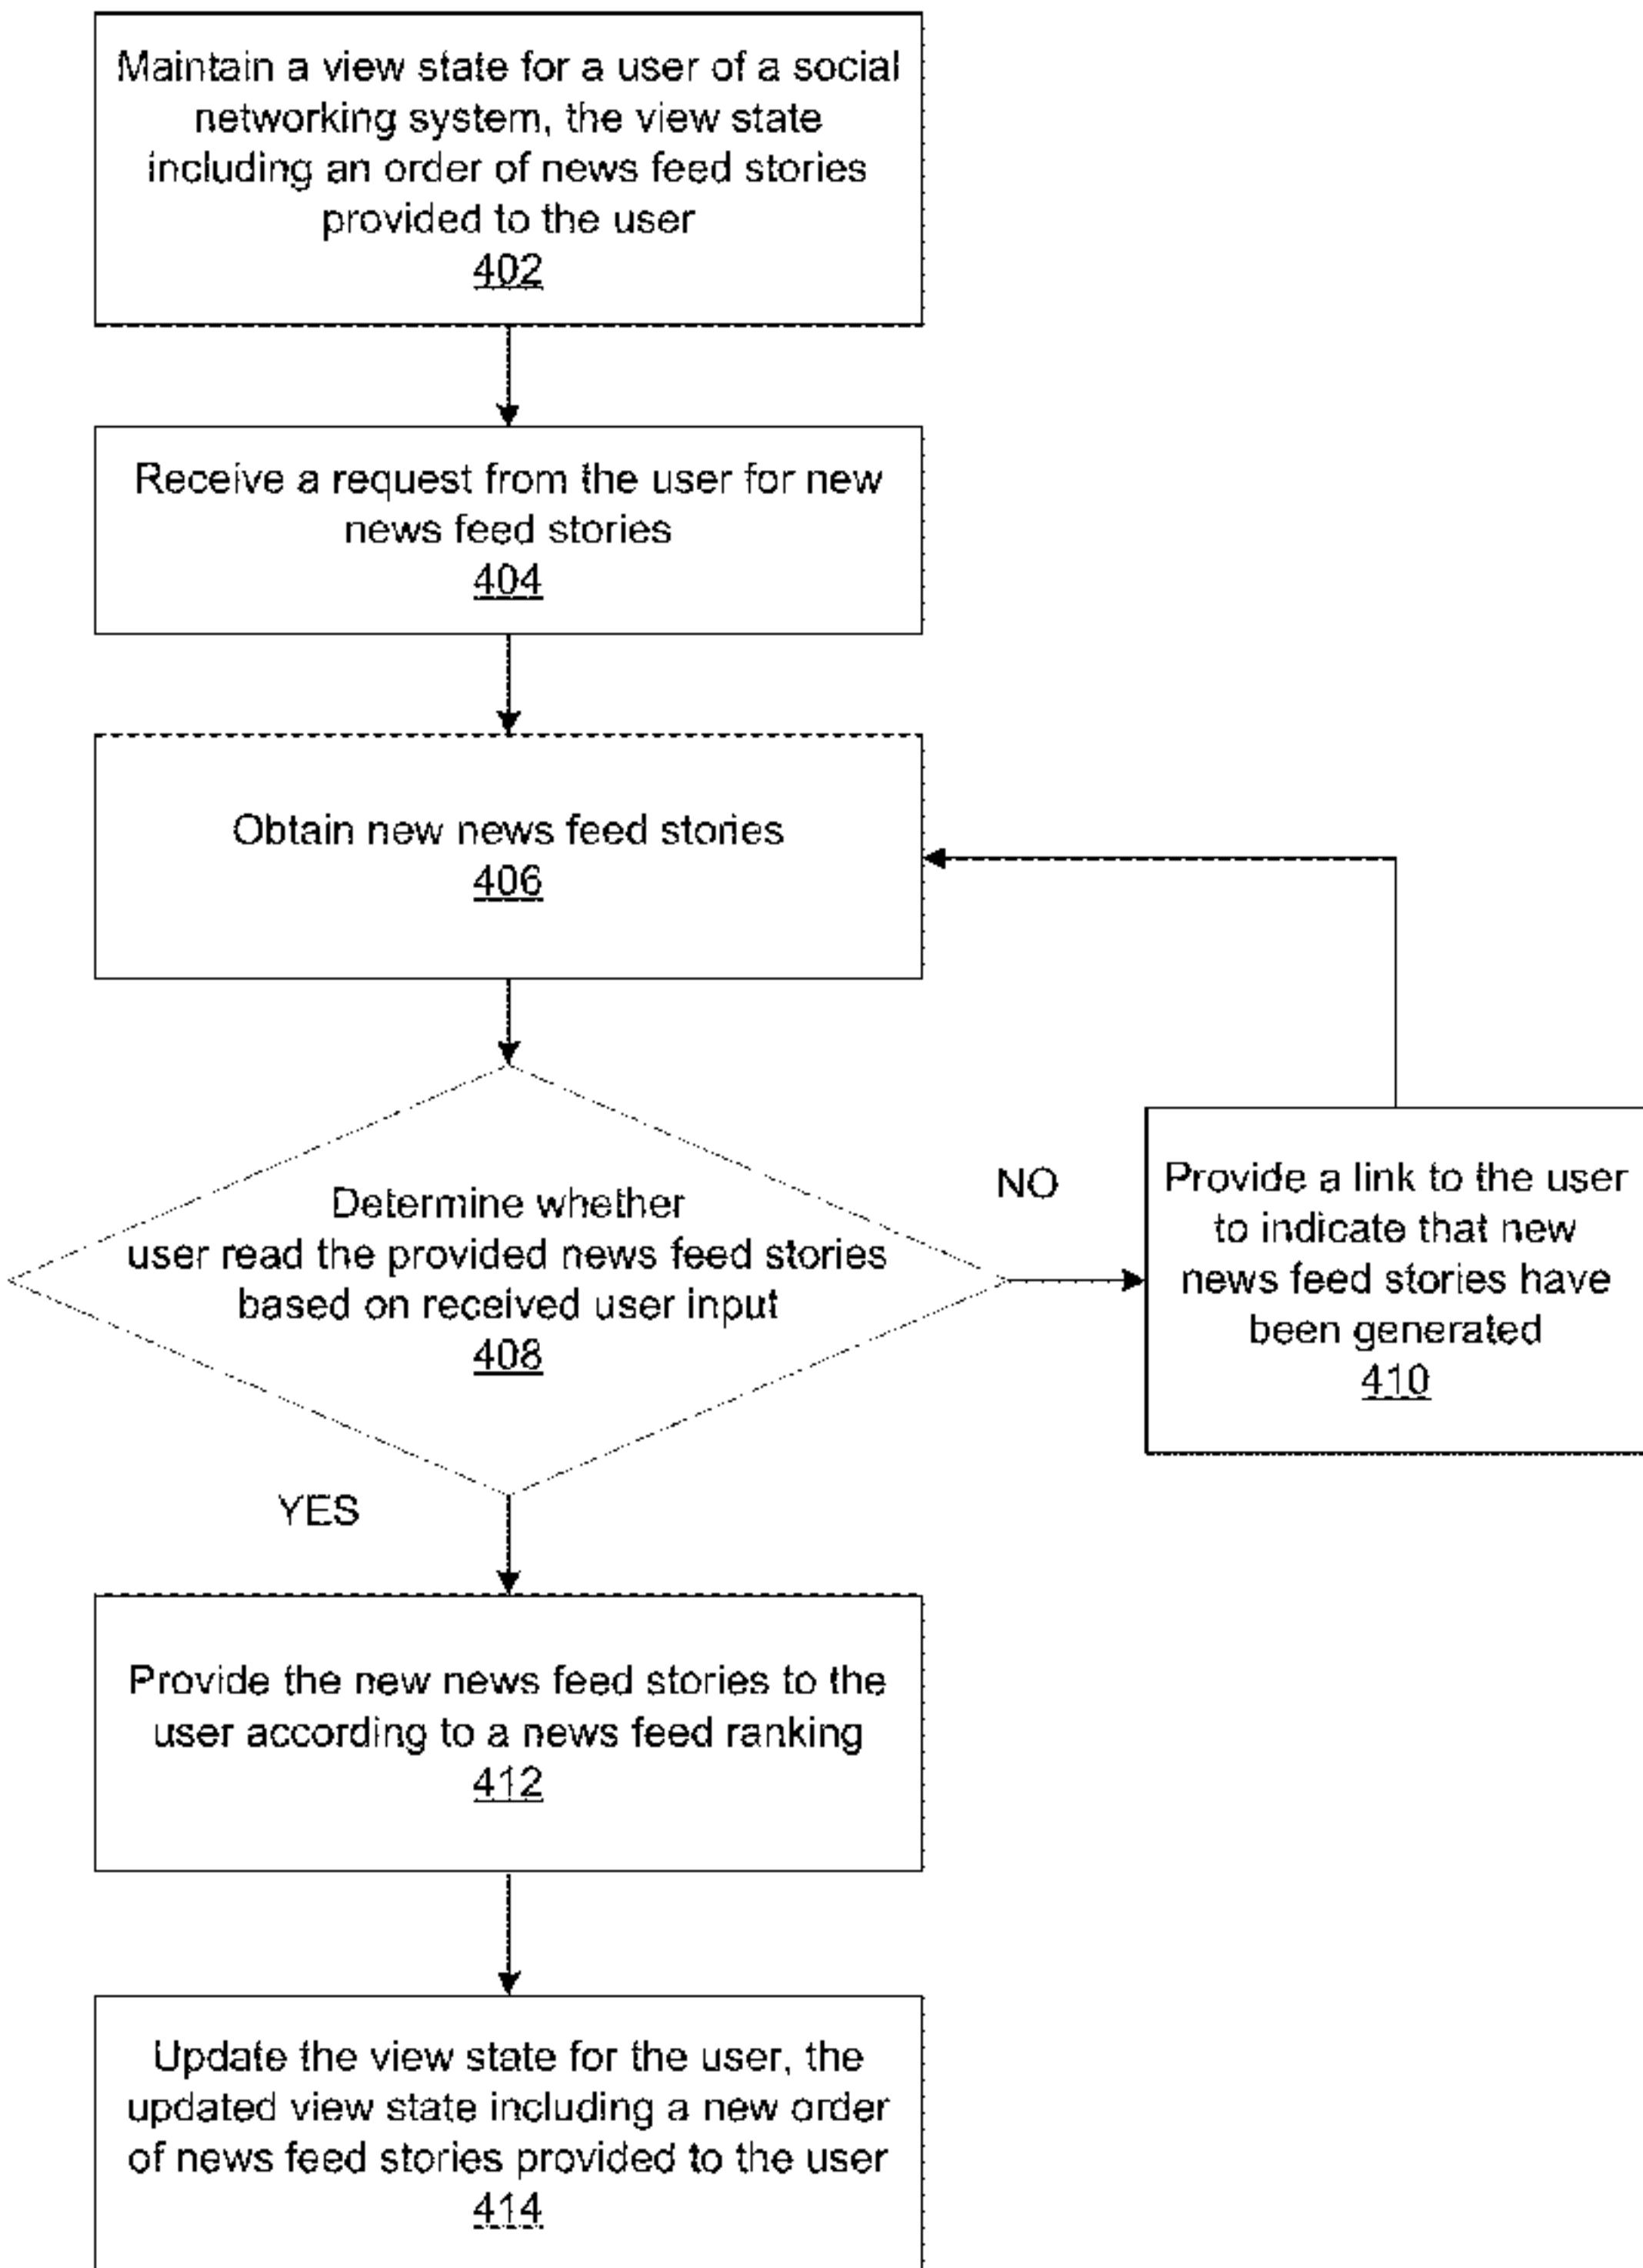 Maintain a view state for a user of a social
networking system, the view state
including an order of news feed stories
provided to the user
402
Receive a request from the user for new
news feed stories
404
Obtain new news feed stories
406
Determine whether
user read the provided news feed stories
based on received user input
408
NO
Provide a link to the user
to indicate that new
news feed stories have
been generated
410
YES
Provide the new news feed stories to the
user according to a news feed ranking
412
Update the view state for the user, the
updated view state including a new order
of news feed stories provided to the user
414